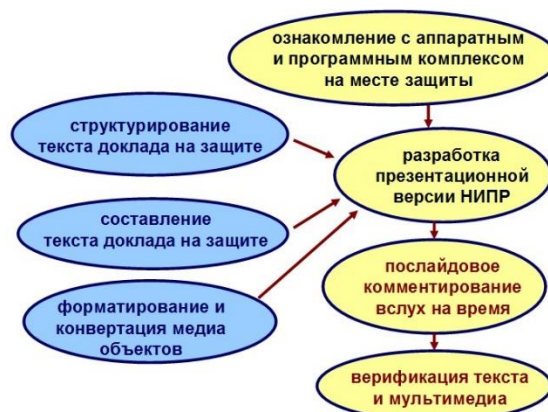 ознакомление с аппаратным
и программным комплексом
на месте защиты
структурирование
текста доклада на защите
разработка
презентационной
версии НИПР
составление
текста доклада на защите
послайдовое
комментирование
вслух на время
форматирование и
конвертация медиа
объектов
верификация текста
и мультимедиа